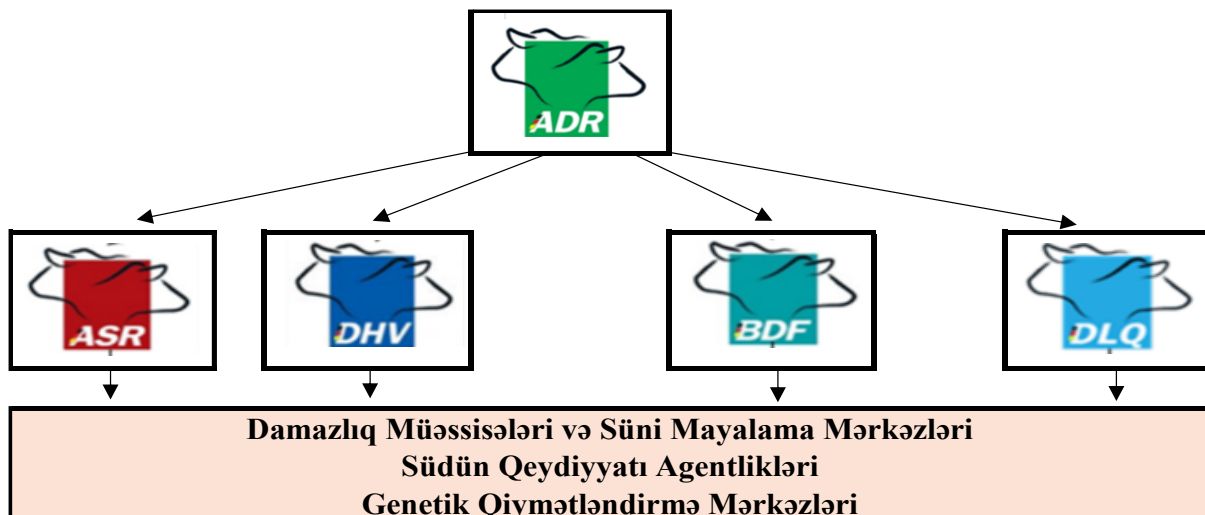 ADR
ASR
DHV
BDF
DLQ
Damazlıq Müəssisələri və Süni Mayalama Mərkəzləri
Südün Qeydiyyatı Agentlikləri
Genetik Qiymətləndirmə Mərkəzləri